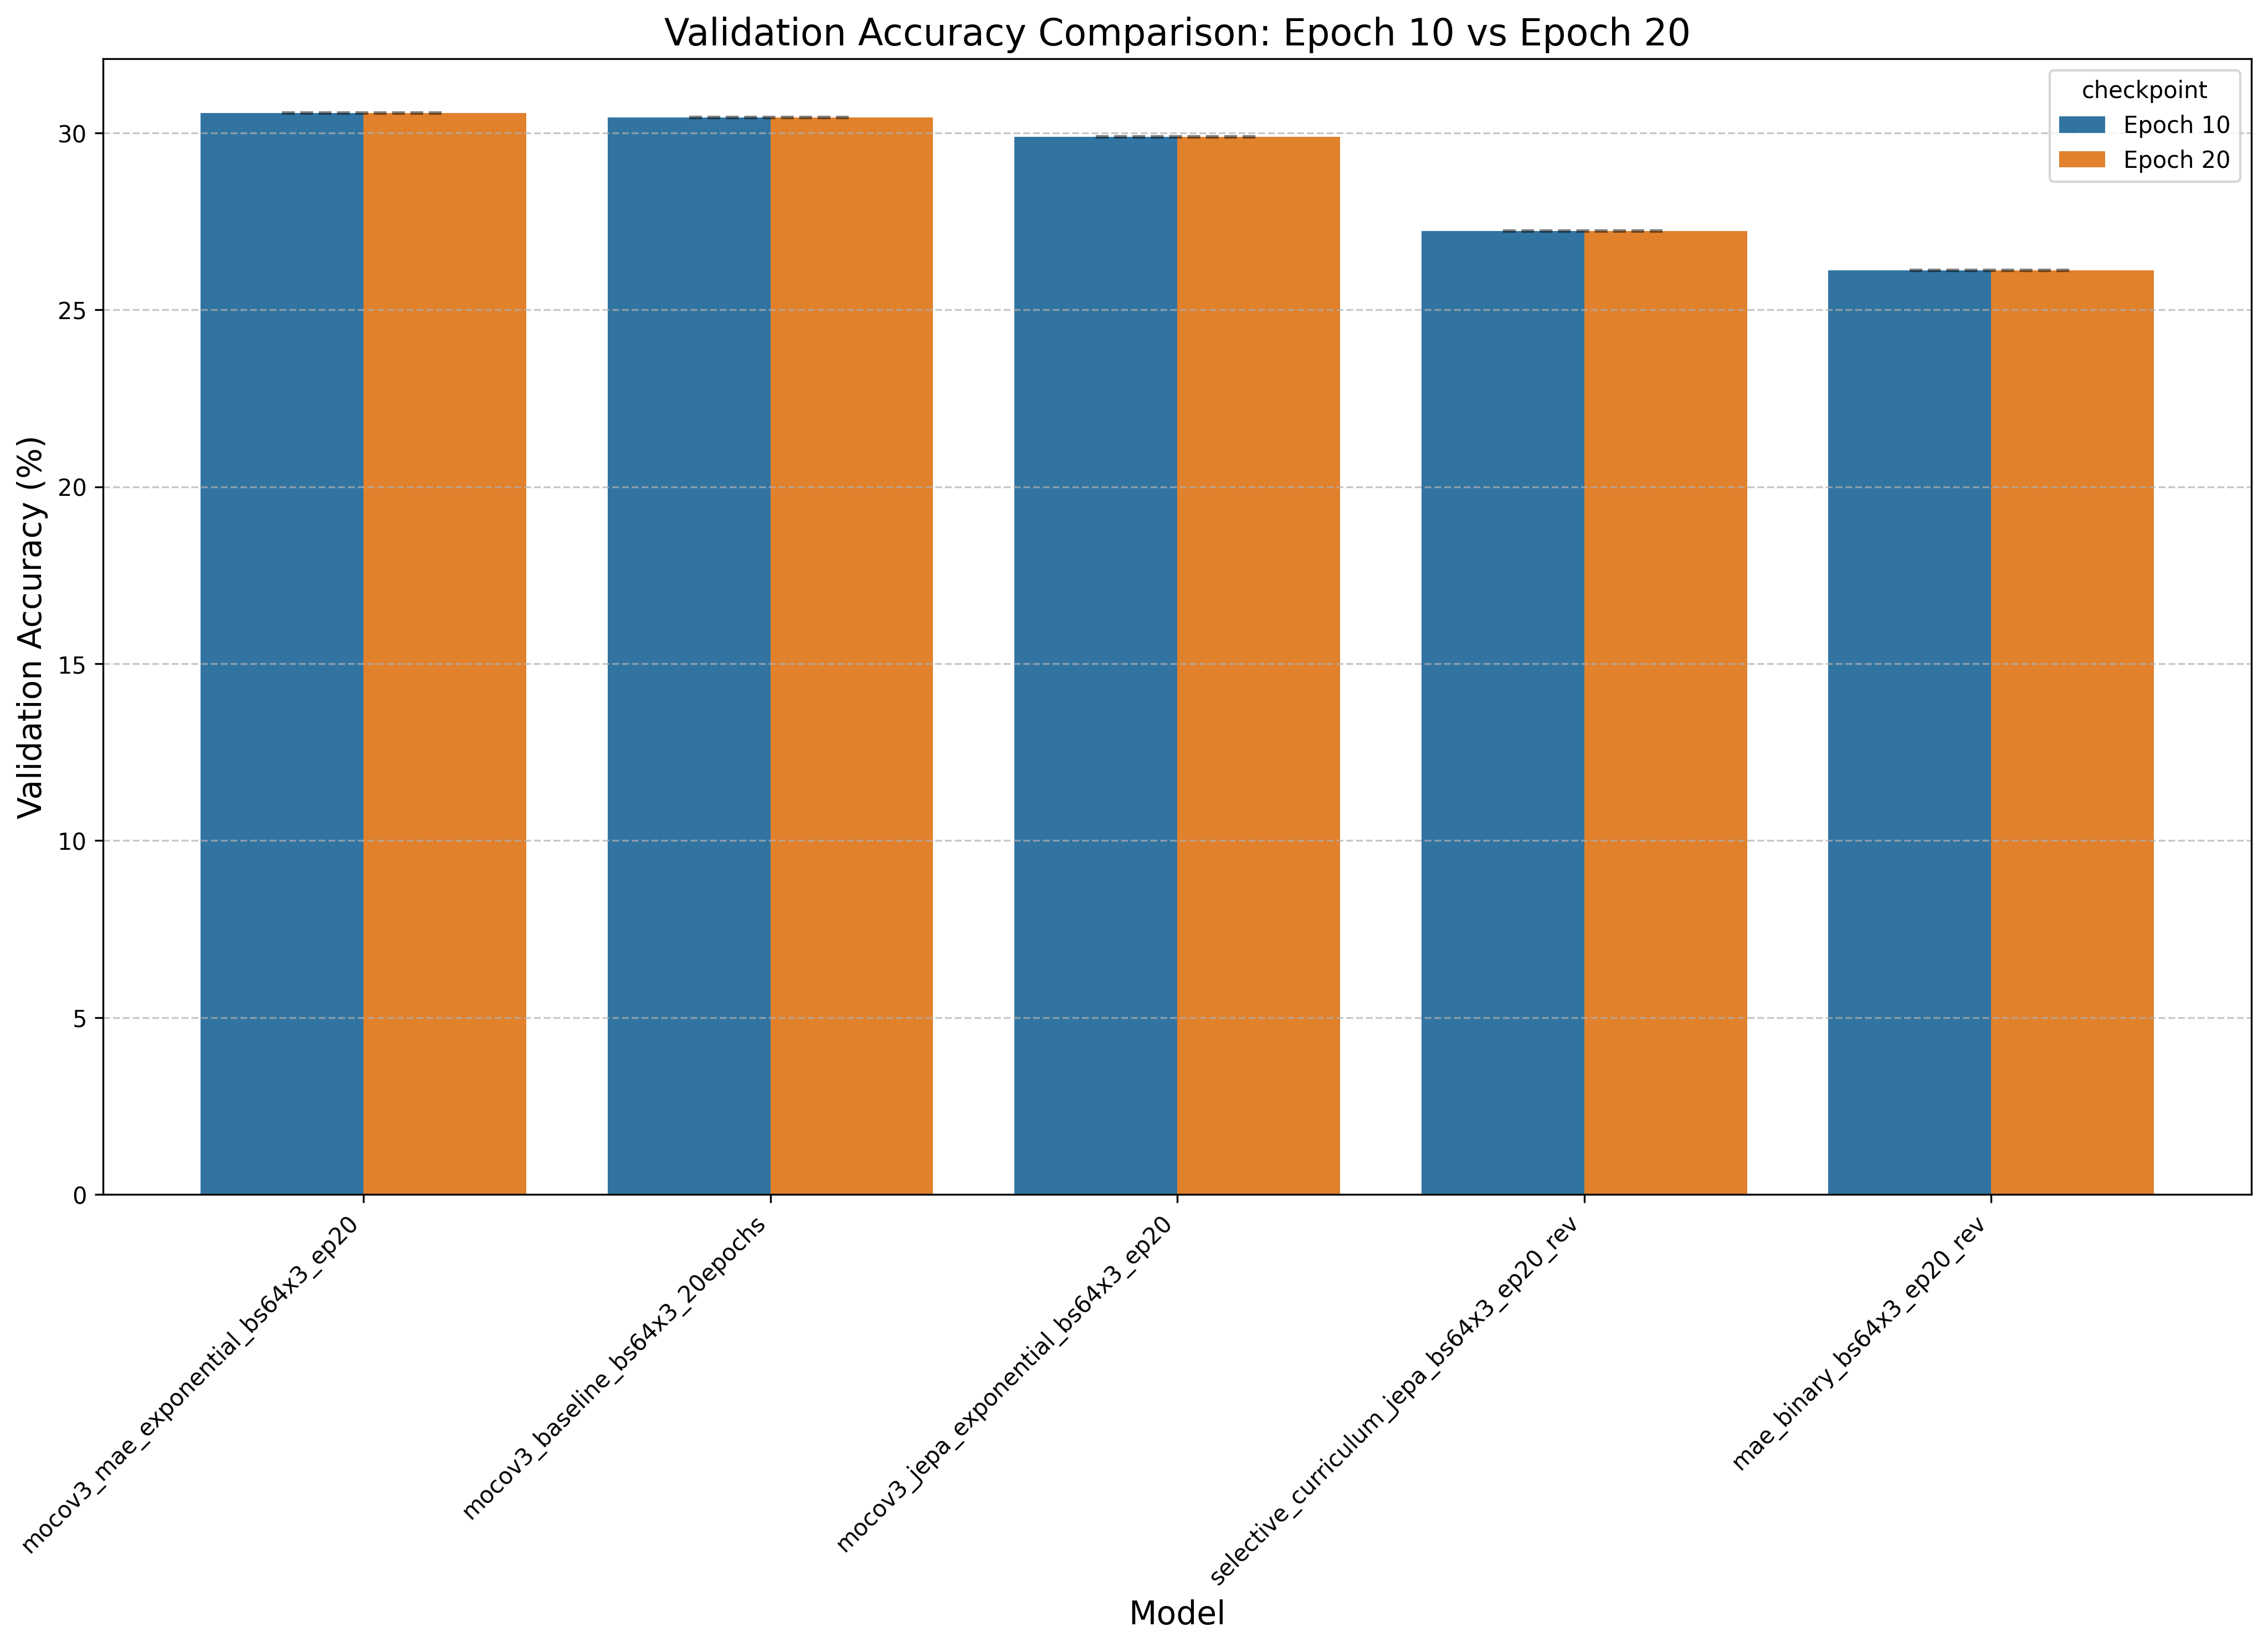 Validation Accuracy Comparison: Epoch 10 vs Epoch 20
checkpoint
Epoch 10
Epoch 20
Validation Accuracy (%)
30
25
20
15
10
5
0
mocov3_mae_exponential_bs64x3_ep20
mocov3_baseline_bs64x3_20epochs
mocov3_jepa_exponential_bs64x3_ep20
selective_curriculum_jepa_bs64x3_ep20_rev
mae_binary_bs64x3_ep20_rev
Model